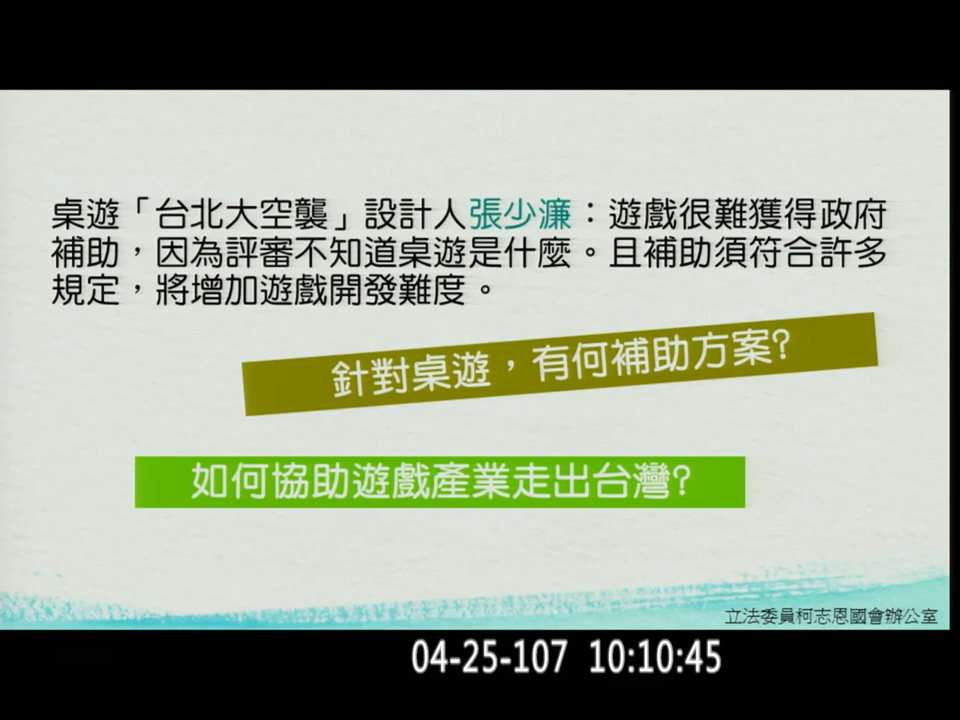 桌遊「台北大空襲」設計人張少濂：遊戲很難獲得政府
補助，因為評審不知道桌遊是什麼。且補助須符合許多
規定，將增加遊戲開發難度。
針對桌遊，有何補助方案?
如何協助遊戲產業走出台灣?
立法委員柯志恩國會辦公室
04-25-107 10:10:45